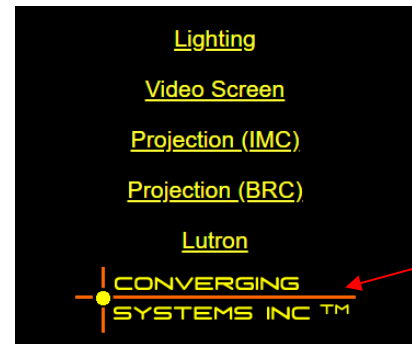 Lighting
Video Screen
Projection (IMC)
Projection (BRC)
Lutron
CONVERGING
SYSTEMS INC ™